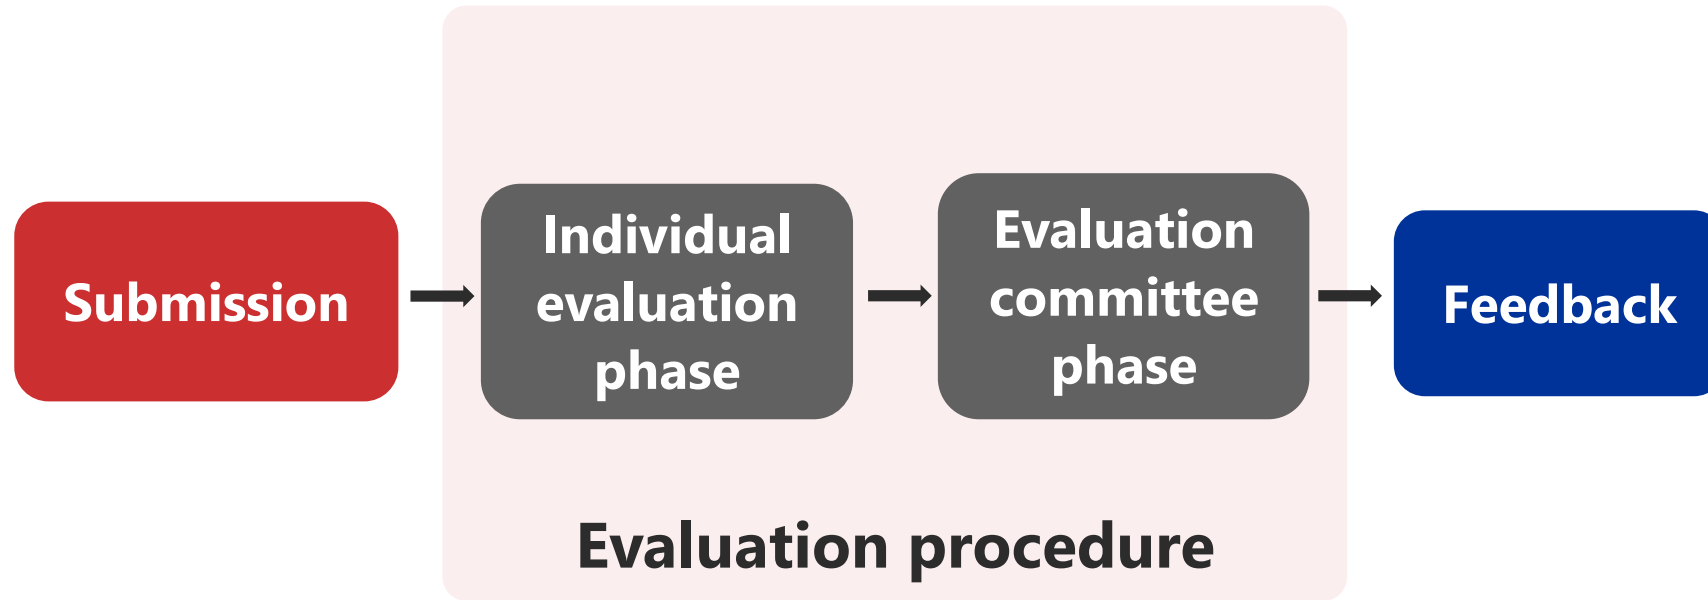 Submission
Individual
evaluation
phase
Evaluation
committee
phase
Feedback
Evaluation procedure